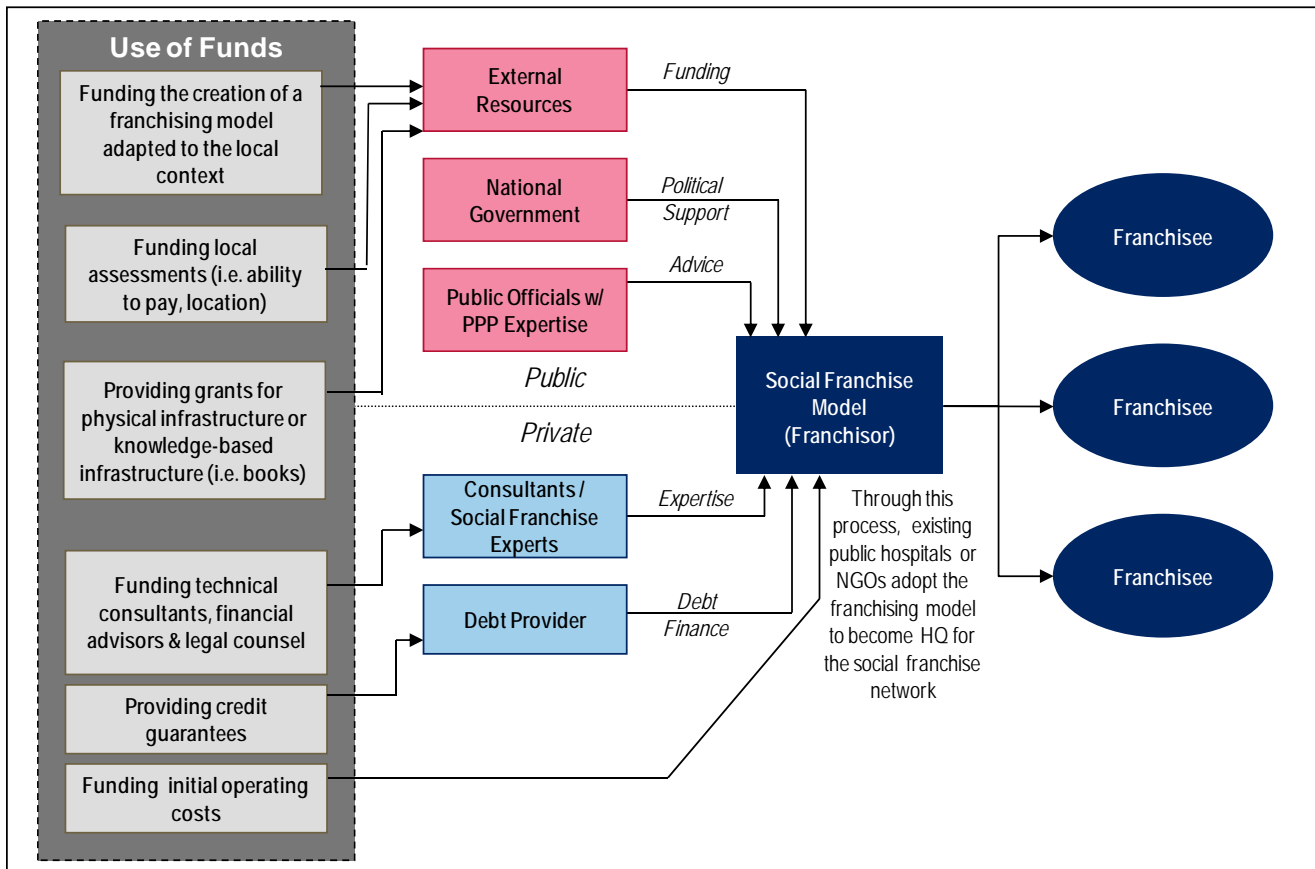 Use of Funds
Funding the creation of a
franchising model
adapted to the local
context
Funding local
assessments (i.e. ability
to pay, location)
Providing grants for
physical infrastructure or
knowledge-based
infrastructure (i.e. books)
Funding technical
consultants, financial
advisors & legal counsel
Providing credit
guarantees
Funding initial operating
costs
External
Resources
Funding
National
Government
Political
Support
Public Officials w/
PPP Expertise
Advice
Public
Private
Consultants /
Social Franchise
Experts
Expertise
Debt Provider
Debt
Finance
Social Franchise
Model
(Franchisor)
Through this
process, existing
public hospitals or
NGOs adopt the
franchising model
to become HQ for
the social franchise
network
Franchisee
Franchisee
Franchisee